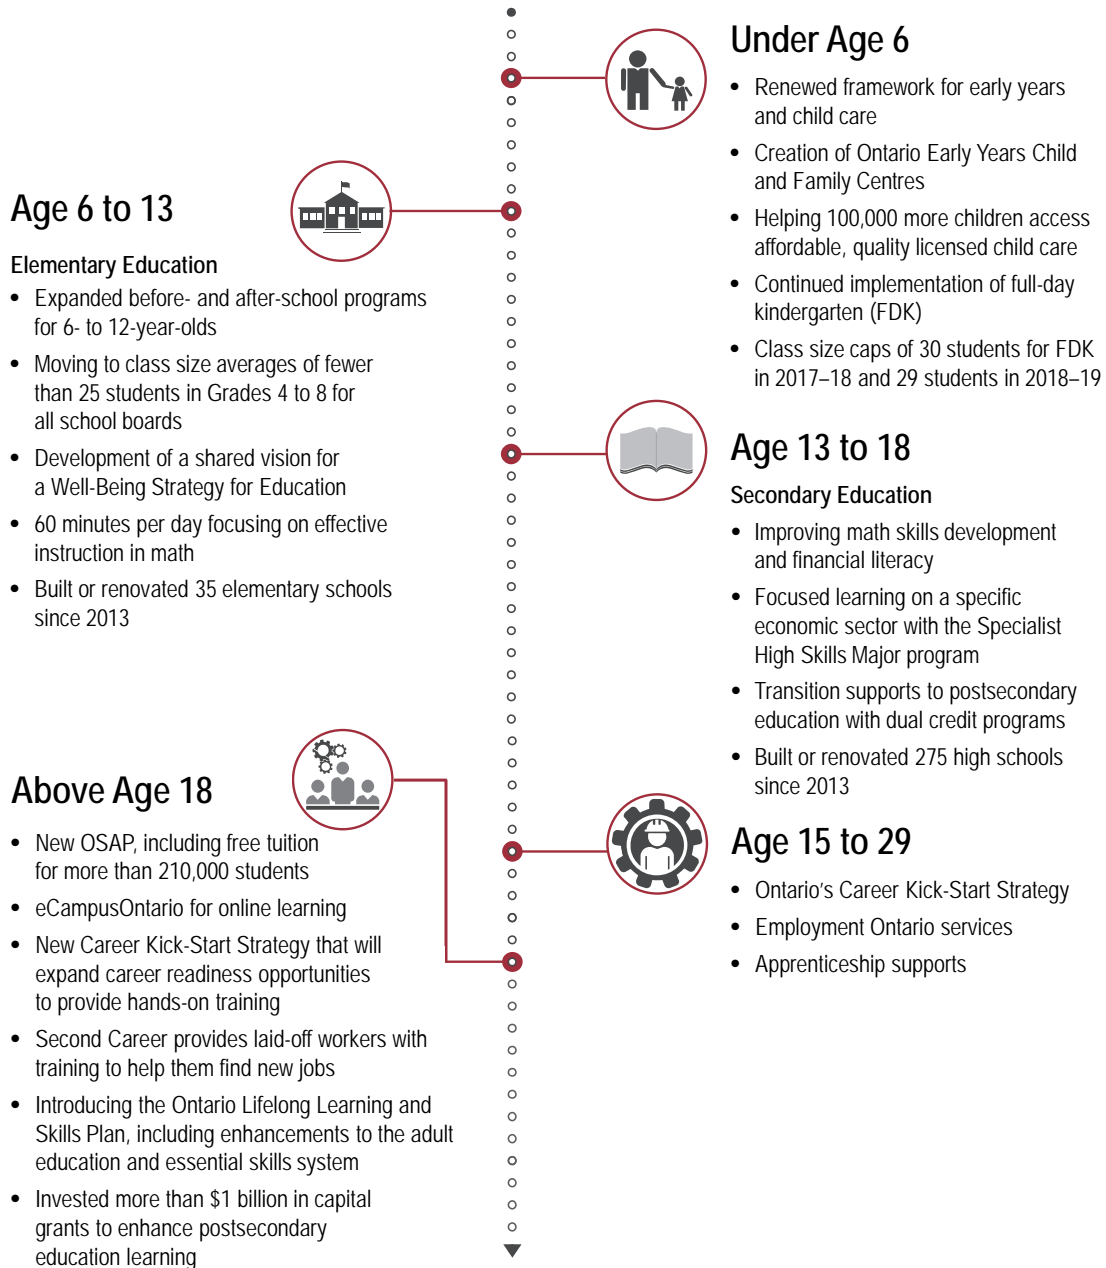 Under Age 6
• Renewed framework for early years
and child care
• Creation of Ontario Early Years Child
and Family Centres
• Helping 100,000 more children access
affordable, quality licensed child care
• Continued implementation of full-day
kindergarten (FDK)
• Class size caps of 30 students for FDK
in 2017–18 and 29 students in 2018–19
Age 6 to 13
Elementary Education
• Expanded before- and after-school programs
for 6- to 12-year-olds
• Moving to class size averages of fewer
than 25 students in Grades 4 to 8 for
all school boards
• Development of a shared vision for
a Well-Being Strategy for Education
• 60 minutes per day focusing on effective
instruction in math
• Built or renovated 35 elementary schools
since 2013
Age 13 to 18
Secondary Education
• Improving math skills development
and financial literacy
• Focused learning on a specific
economic sector with the Specialist
High Skills Major program
• Transition supports to postsecondary
education with dual credit programs
• Built or renovated 275 high schools
since 2013
Age 15 to 29
• Ontario's Career Kick-Start Strategy
• Employment Ontario services
• Apprenticeship supports
Above Age 18
• New OSAP, including free tuition
for more than 210,000 students
• eCampusOntario for online learning
• New Career Kick-Start Strategy that will
expand career readiness opportunities
to provide hands-on training
• Second Career provides laid-off workers with
training to help them find new jobs
• Introducing the Ontario Lifelong Learning and
Skills Plan, including enhancements to the adult
education and essential skills system
• Invested more than $1 billion in capital
grants to enhance postsecondary
education learning